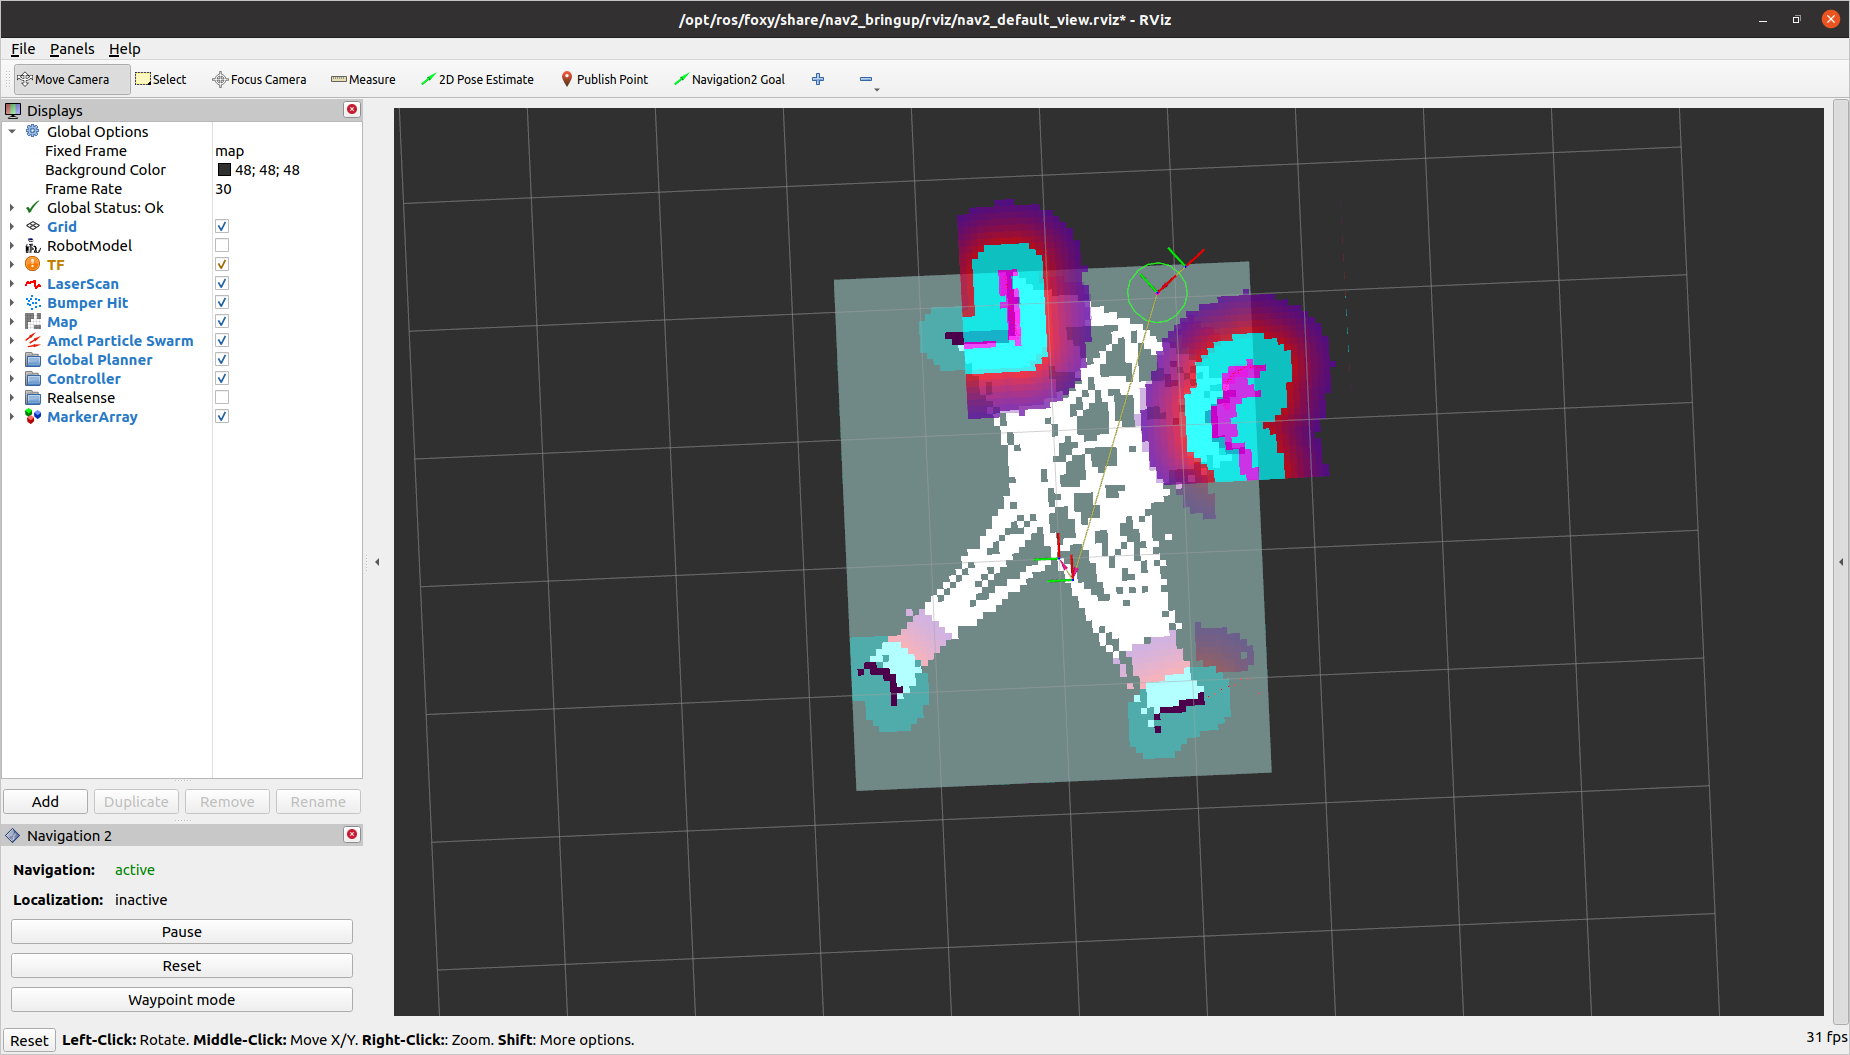 /opt/ros/foxy/share/nav2_bringup/rviz/nav2_default_view.rviz* - RViz
File Panels Help
Move Camera Select Focus Camera Measure 2D Pose Estimate Publish Point Navigation2 Goal
Displays
Global Options
Fixed Frame map
Background Color 48; 48; 48
Frame Rate 30
Global Status: Ok
Grid
RobotModel
TF
LaserScan
Bumper Hit
Map
Amcl Particle Swarm
Global Planner
Controller
Realsense
MarkerArray
Add Duplicate Remove Rename
Navigation 2
Navigation: active
Localization: inactive
Pause
Reset
Waypoint mode
Reset Left-Click: Rotate. Middle-Click: Move X/Y. Right-Click:: Zoom. Shift: More options. 31 fps